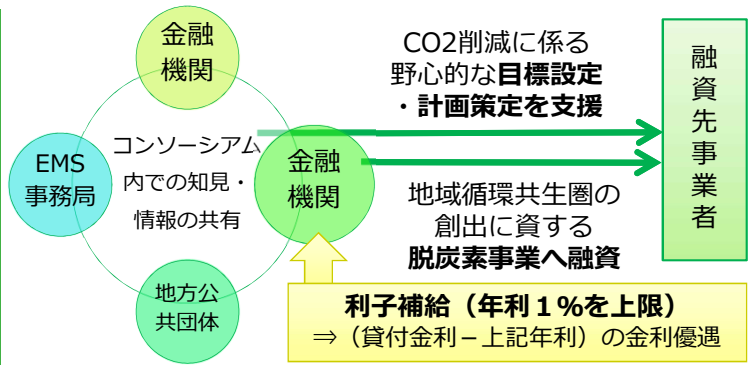 金融
機関
EMS
事務局
コンソーシアム
内での知見・
情報の共有
金融
機関
地方公
共団体
CO2削減に係る
野心的な目標設定
・計画策定を支援
地域循環共生圏の
創出に資する
脱炭素事業へ融資
融資先事業者
利子補給（年利１％を上限）
⇒（貸付金利－上記年利）の金利優遇